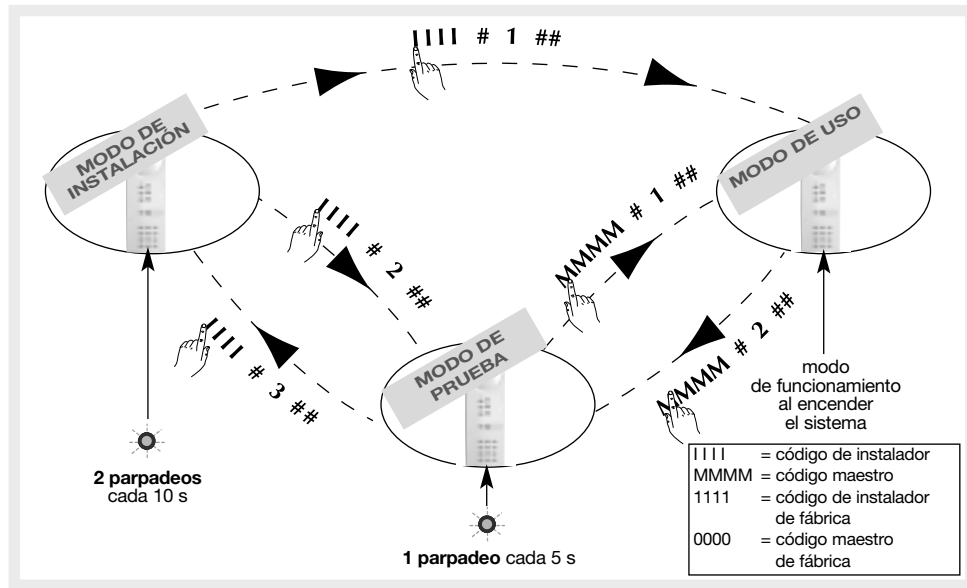 IIII # 1 ##
MODO DE
INSTALACIÓN
MODO DE USO
IIII # 2 ##
MMMM # 1 ##
IIII # 3 ##
MODO DE
PRUEBA
MMMM # 2 ##
modo
de funcionamiento
al encender
el sistema
2 parpadeos
cada 10 s
1 parpadeo cada 5 s
IIII = código de instalador
MMMM = código maestro
1111 = código de instalador
de fábrica
0000 = código maestro
de fábrica